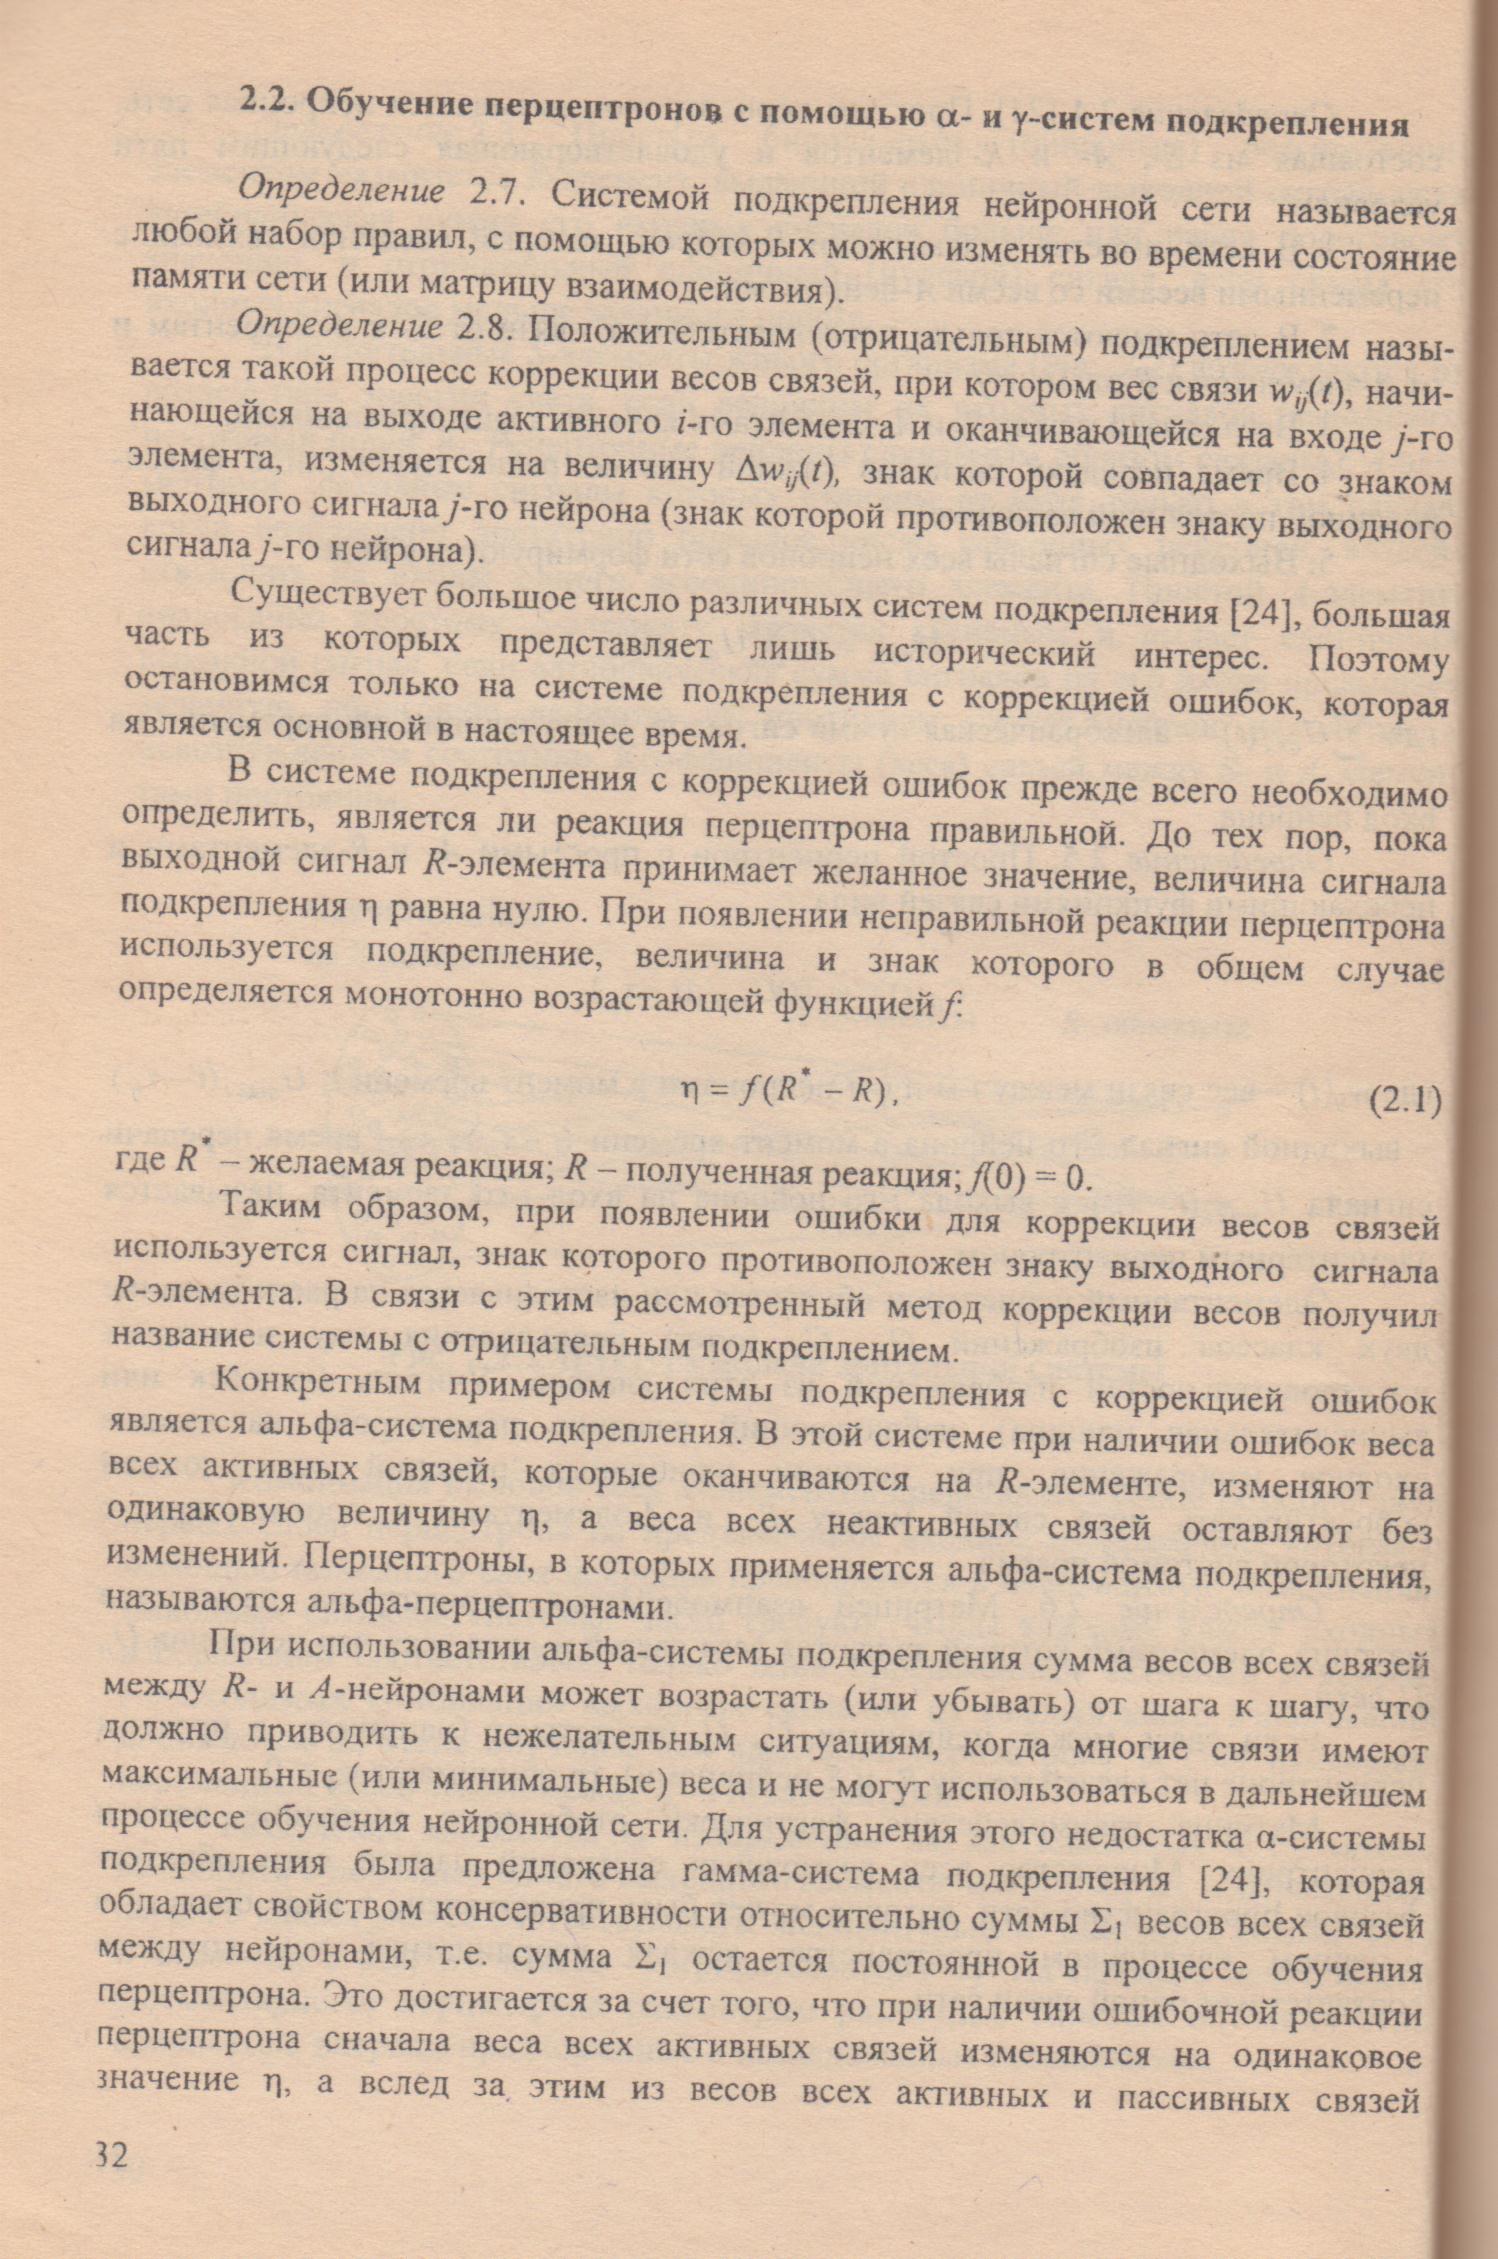 2.2. Обучение перцептронов с помощью α- и γ-систем подкрепления
Определение 2.7. Системой подкрепления нейронной сети называется
любой набор правил, с помощью которых можно изменять во времени состояние
памяти сети (или матрицу взаимодействия).
Определение 2.8. Положительным (отрицательным) подкреплением назы-
вается такой процесс коррекции весов связей, при котором вес связи wij(t), начи-
нающейся на выходе активного i-го элемента и оканчивающейся на входе j-го
элемента, изменяется на величину Δwij(t), знак которой совпадает со знаком
выходного сигнала j-го нейрона (знак которой противоположен знаку выходного
сигнала j-го нейрона).
Существует большое число различных систем подкрепления [24], большая
часть из которых представляет лишь исторический интерес. Поэтому
остановимся только на системе подкрепления с коррекцией ошибок, которая
является основной в настоящее время.
В системе подкрепления с коррекцией ошибок прежде всего необходимо
определить, является ли реакция перцептрона правильной. До тех пор, пока
выходной сигнал R-элемента принимает желанное значение, величина сигнала
подкрепления η равна нулю. При появлении неправильной реакции перцептрона
используется подкрепление, величина и знак которого в общем случае
определяется монотонно возрастающей функцией f:
η = f(R* – R), (2.1)
где R* – желаемая реакция; R – полученная реакция; f(0) = 0.
Таким образом, при появлении ошибки для коррекции весов связей
используется сигнал, знак которого противоположен знаку выходного сигнала
R-элемента. В связи с этим рассмотренный метод коррекции весов получил
название системы с отрицательным подкреплением.
Конкретным примером системы подкрепления с коррекцией ошибок
является альфа-система подкрепления. В этой системе при наличии ошибок веса
всех активных связей, которые оканчиваются на R-элементе, изменяют на
одинаковую величину η, а веса всех неактивных связей оставляют без
изменений. Перцептроны, в которых применяется альфа-система подкрепления,
называются альфа-перцептронами.
При использовании альфа-системы подкрепления сумма весов всех связей
между R- и A-нейронами может возрастать (или убывать) от шага к шагу, что
должно приводить к нежелательным ситуациям, когда многие связи имеют
максимальные (или минимальные) веса и не могут использоваться в дальнейшем
процессе обучения нейронной сети. Для устранения этого недостатка α-системы
подкрепления была предложена гамма-система подкрепления [24], которая
обладает свойством консервативности относительно суммы Σ1 весов всех связей
между нейронами, т.е. сумма Σ1 остается постоянной в процессе обучения
перцептрона. Это достигается за счет того, что при наличии ошибочной реакции
перцептрона сначала веса всех активных связей изменяются на одинаковое
значение η, а вслед за этим из весов всех активных и пассивных связей
32